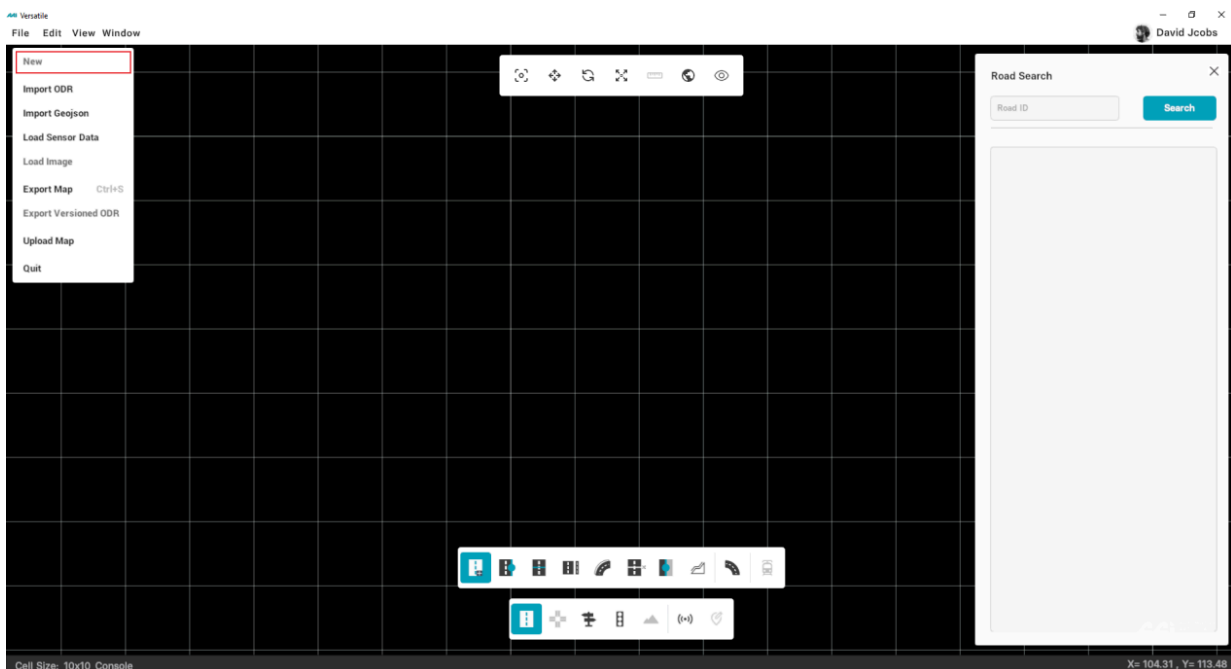 Versatile
File Edit View Window
David Jcobs
New
Import ODR
Import Geojson
Load Sensor Data
Load Image
Export Map Ctrl+S
Export Versioned ODR
Upload Map
Quit
Road Search
Road ID
Search
Cell Size: 10x10 Console
X= 104.31 , Y= 113.48